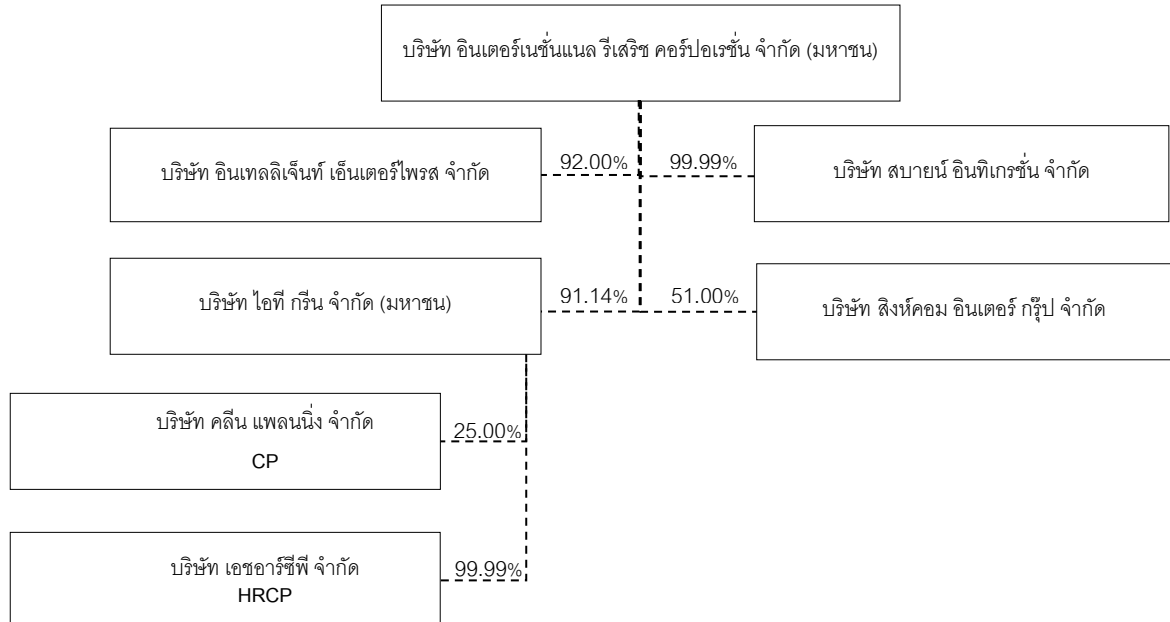 บริษัท อินเตอร์เนชั่นแนล รีเสริช คอร์ปอเรชั่น จำกัด (มหาชน)
บริษัท อินเทลลิเจ็นท์ เอ็นเตอร์ไพรส จำกัด
92.00%
99.99%
บริษัท สบายน์ อินทิเกรชั่น จำกัด
บริษัท ไอที กรีน จำกัด (มหาชน)
91.14%
51.00%
บริษัท สิงห์คอม อินเตอร์ กรุ๊ป จำกัด
บริษัท คลีน แพลนนิ่ง จำกัด
CP
25.00%
บริษัท เอชอาร์ซีพี จำกัด
HRCP
99.99%